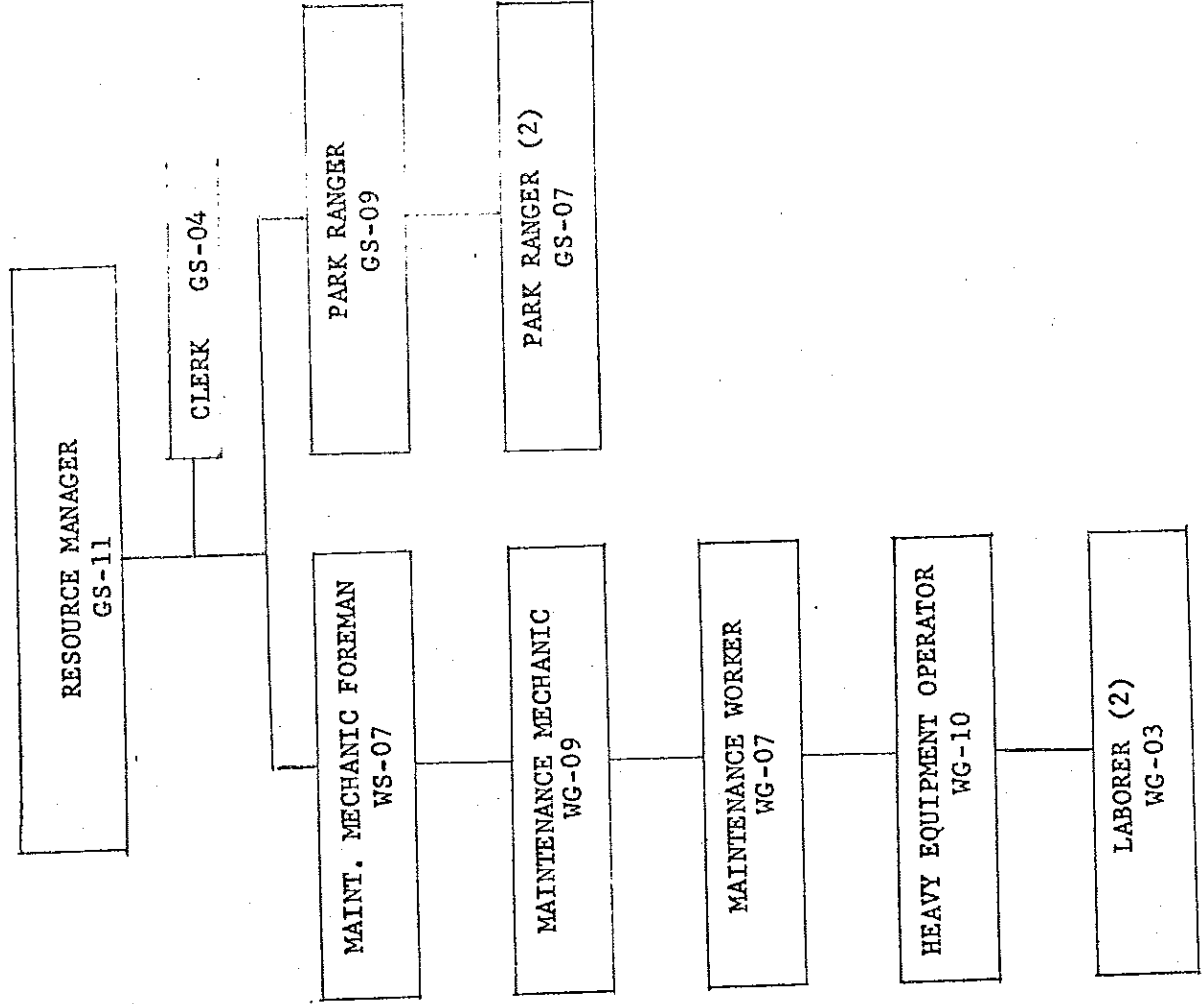 RESOURCE MANAGER
GS-11
CLERK GS-04
MAINT. MECHANIC FOREMAN
WS-07
PARK RANGER
GS-09
MAINTENANCE MECHANIC
WG-09
PARK RANGER (2)
GS-07
MAINTENANCE WORKER
WG-07
HEAVY EQUIPMENT OPERATOR
WG-10
LABORER (2)
WG-03